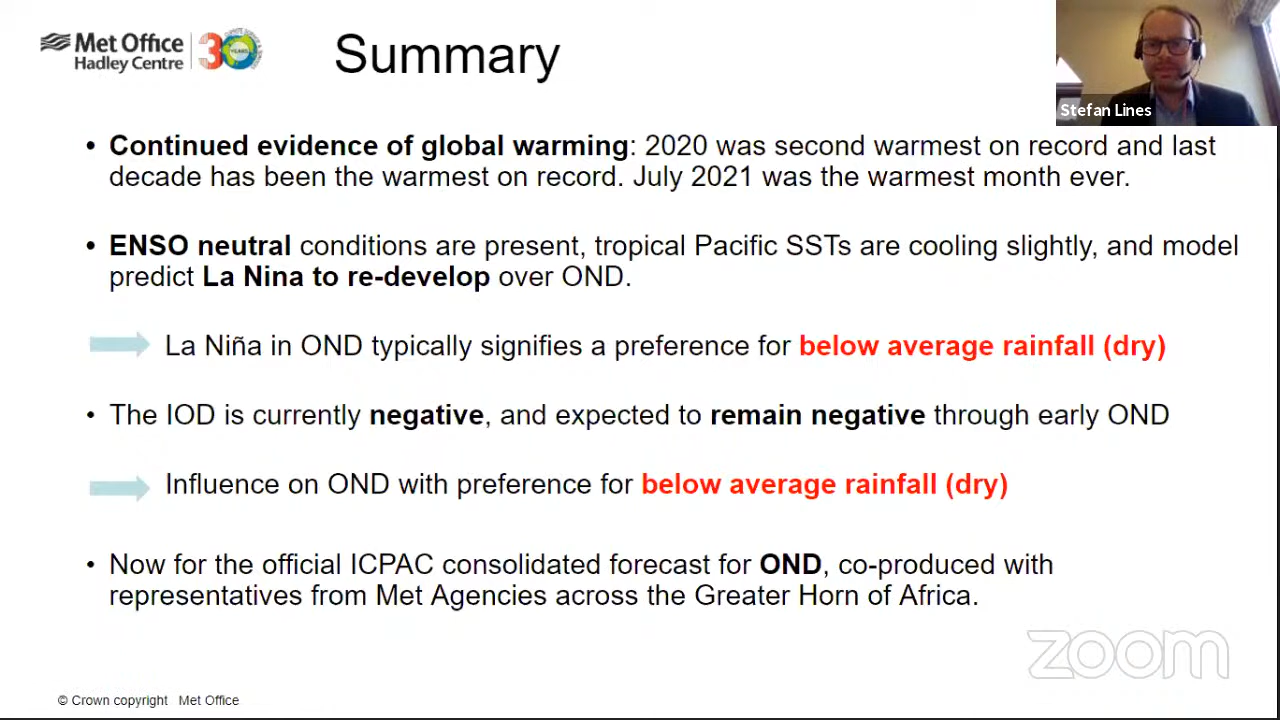 Met Office
Hadley Centre
30
YEARS
Summary
Stefan Lines
• Continued evidence of global warming: 2020 was second warmest on record and last
decade has been the warmest on record. July 2021 was the warmest month ever.
• ENSO neutral conditions are present, tropical Pacific SSTs are cooling slightly, and model
predict La Nina to re-develop over OND.
La Niña in OND typically signifies a preference for below average rainfall (dry)
• The IOD is currently negative, and expected to remain negative through early OND
Influence on OND with preference for below average rainfall (dry)
• Now for the official ICPAC consolidated forecast for OND, co-produced with
representatives from Met Agencies across the Greater Horn of Africa.
zoom
© Crown copyright Met Office